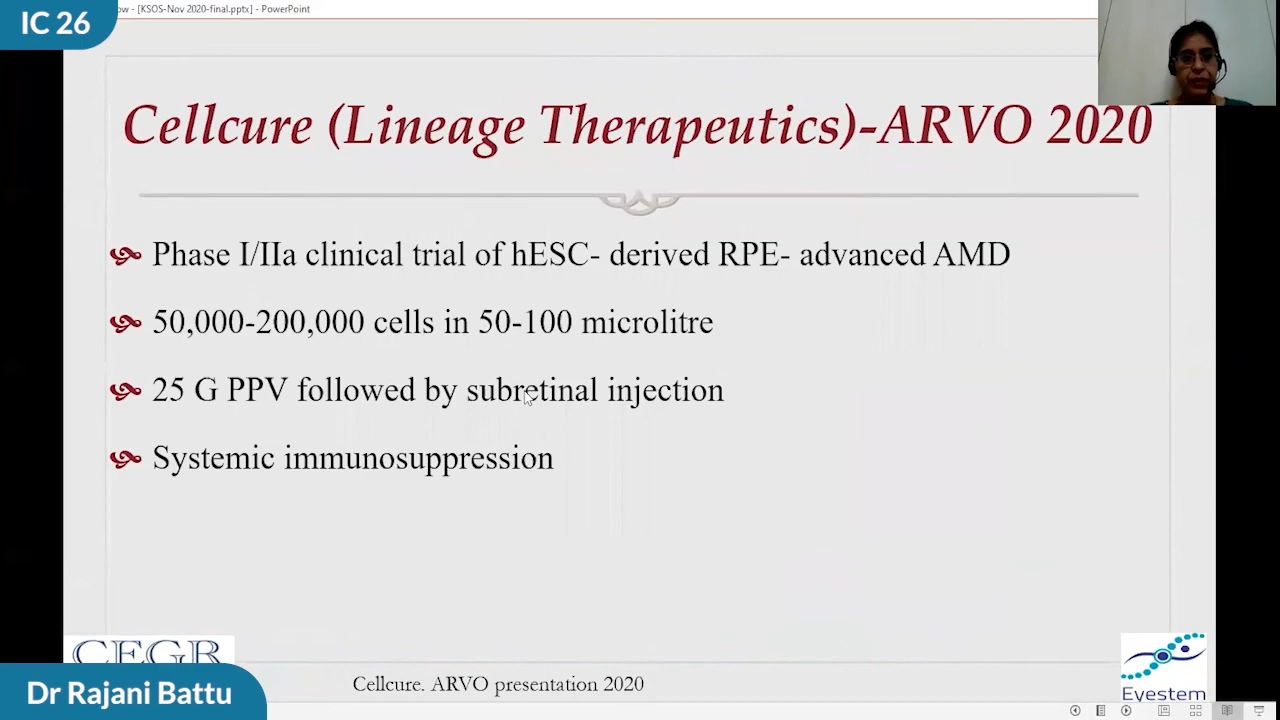 IC 26
ow - [KSOS-Nov 2020-final.pptx] - PowerPoint
Cellcure (Lineage Therapeutics)-ARVO 2020
Phase I/IIa clinical trial of hESC- derived RPE- advanced AMD
50,000-200,000 cells in 50-100 microlitre
25 G PPV followed by subretinal injection
Systemic immunosuppression
CEGR
Dr Rajani Battu
Cellcure. ARVO presentation 2020
Eyestem